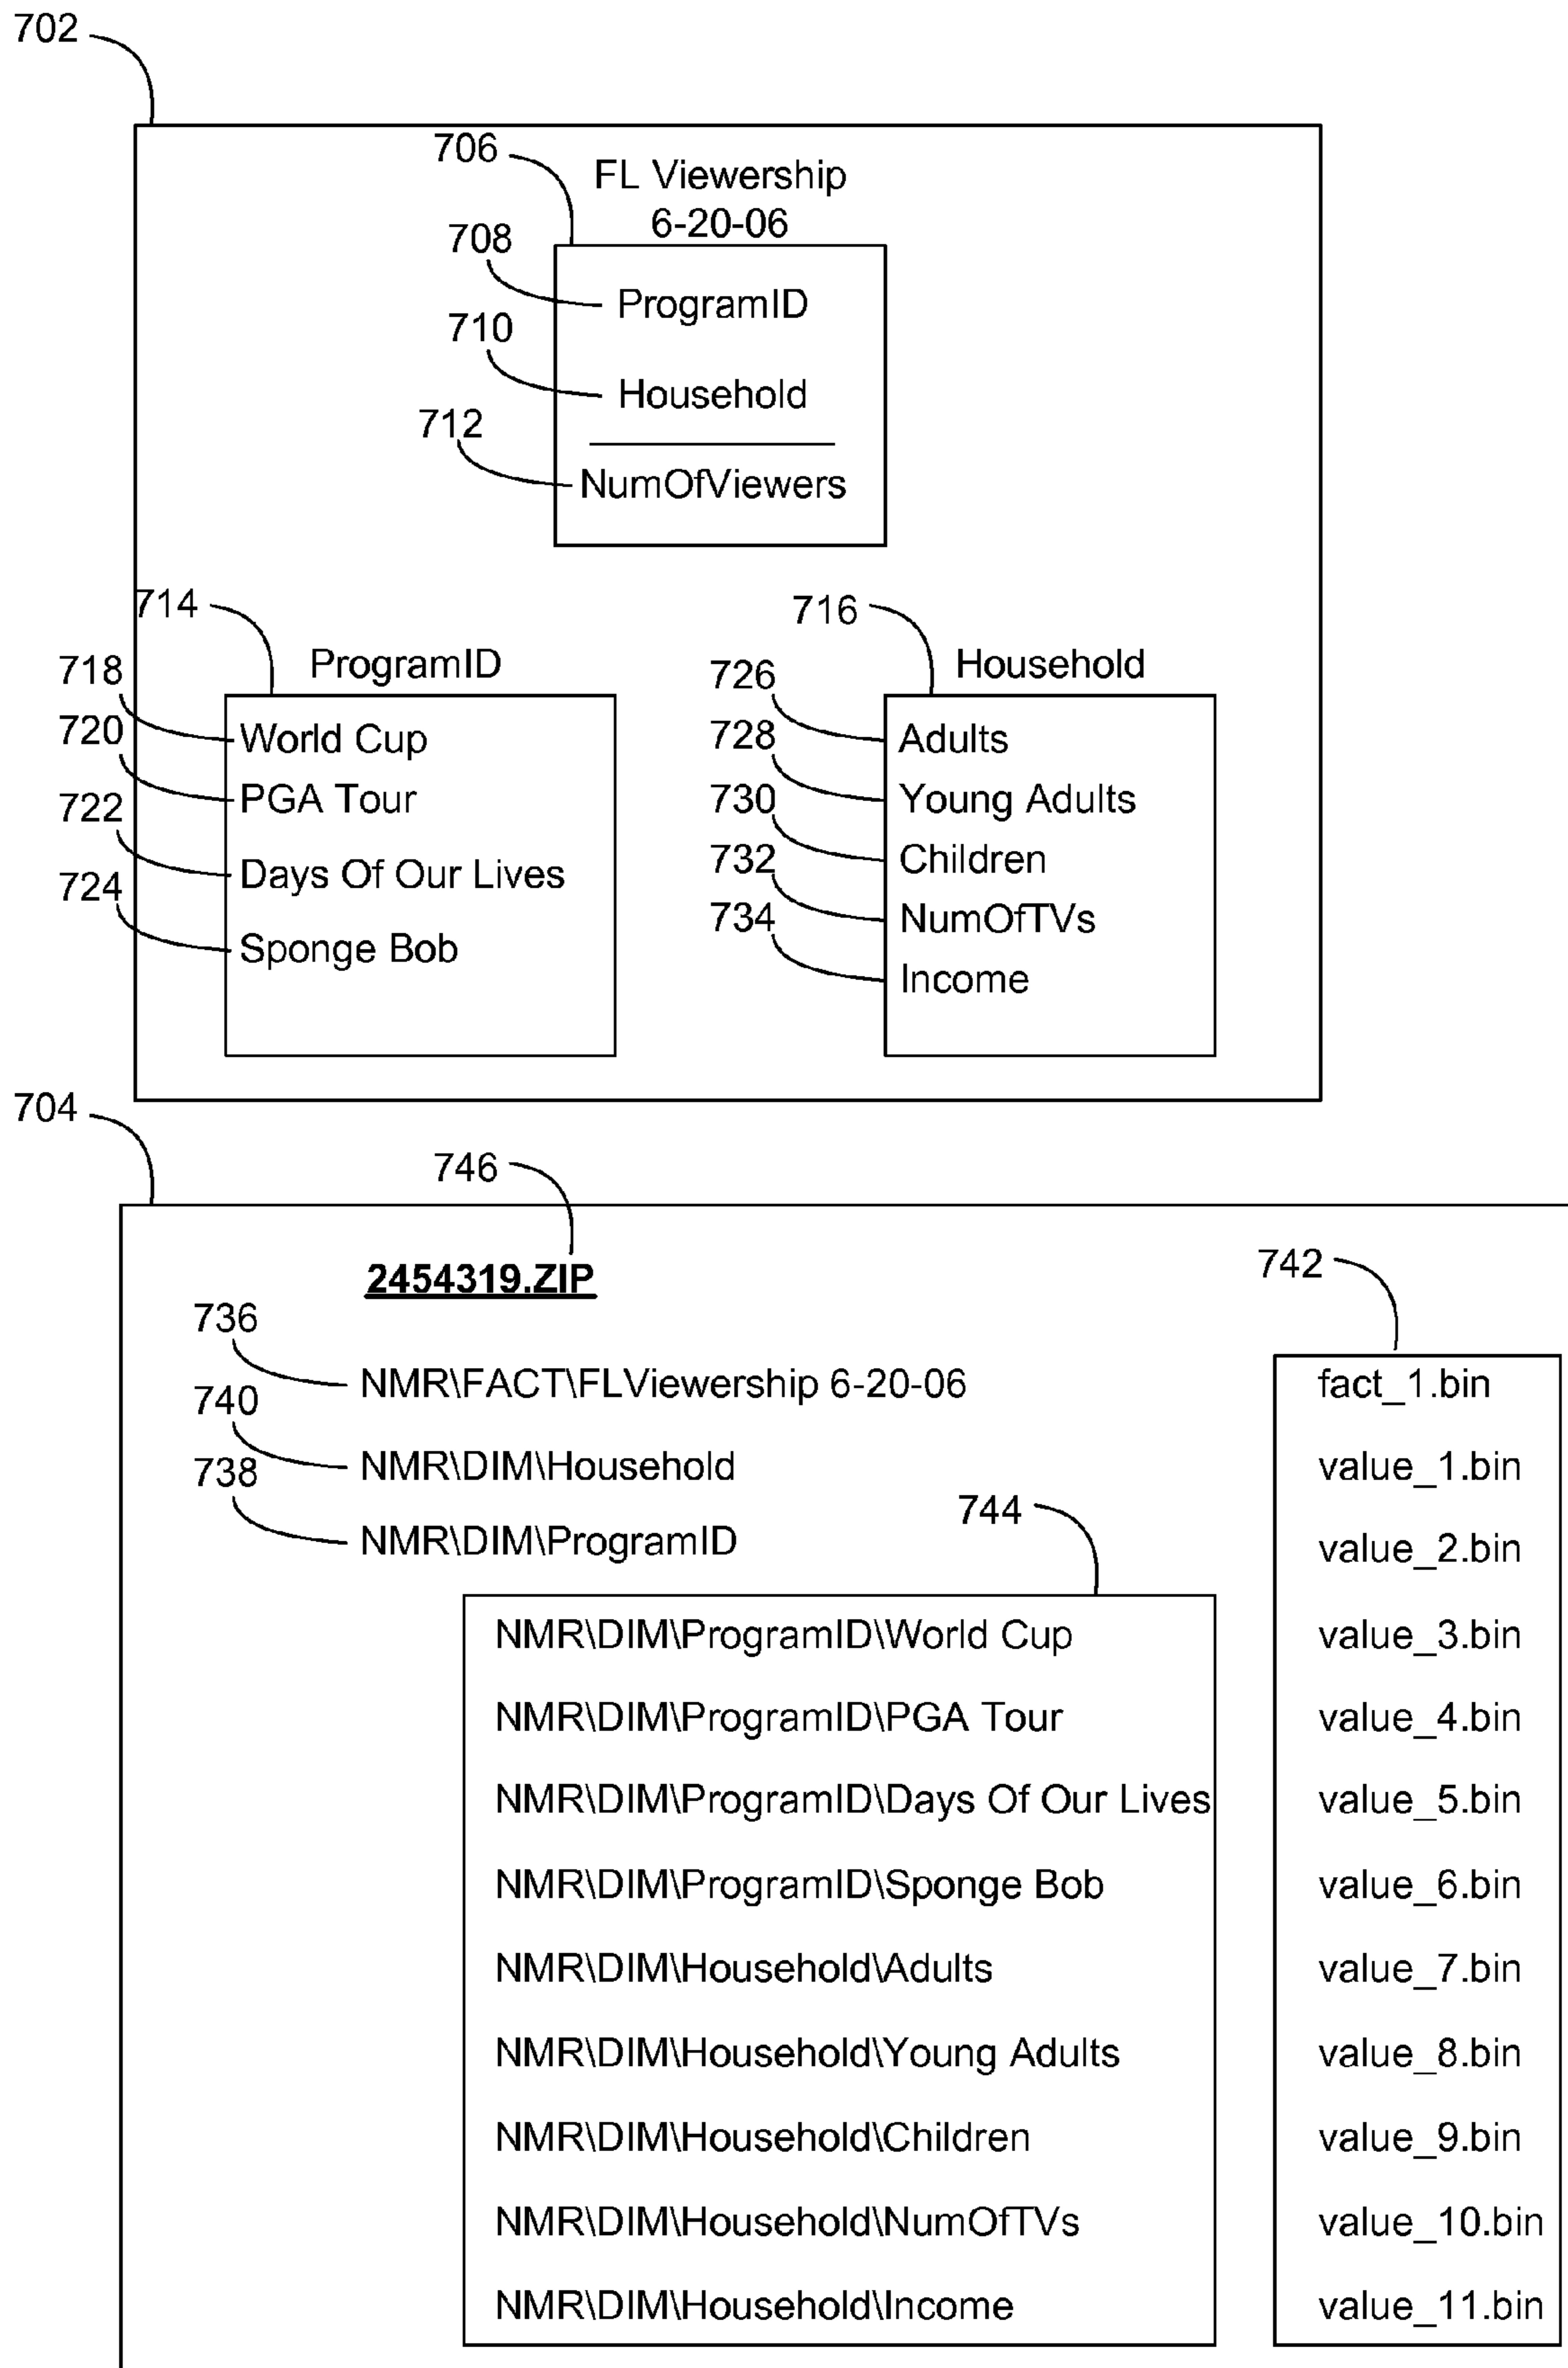 702
706
FL Viewership
6-20-06
708
ProgramID
710
Household
712
NumOfViewers
714
716
ProgramID
Household
718
World Cup
720
PGA Tour
722
Days Of Our Lives
724
Sponge Bob
726
Adults
728
Young Adults
730
Children
732
NumOfTVs
734
Income
704
746
2454319.ZIP
742
736
NMR\FACT\FLViewership 6-20-06
fact_1.bin
740
NMR\DIM\Household
value_1.bin
738
NMR\DIM\ProgramID
value_2.bin
744
NMR\DIM\ProgramID\World Cup
value_3.bin
NMR\DIM\ProgramID\PGA Tour
value_4.bin
NMR\DIM\ProgramID\Days Of Our Lives
value_5.bin
NMR\DIM\ProgramID\Sponge Bob
value_6.bin
NMR\DIM\Household\Adults
value_7.bin
NMR\DIM\Household\Young Adults
value_8.bin
NMR\DIM\Household\Children
value_9.bin
NMR\DIM\Household\NumOfTVs
value_10.bin
NMR\DIM\Household\Income
value_11.bin